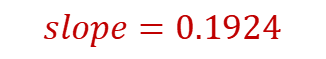 slope = 0.1924